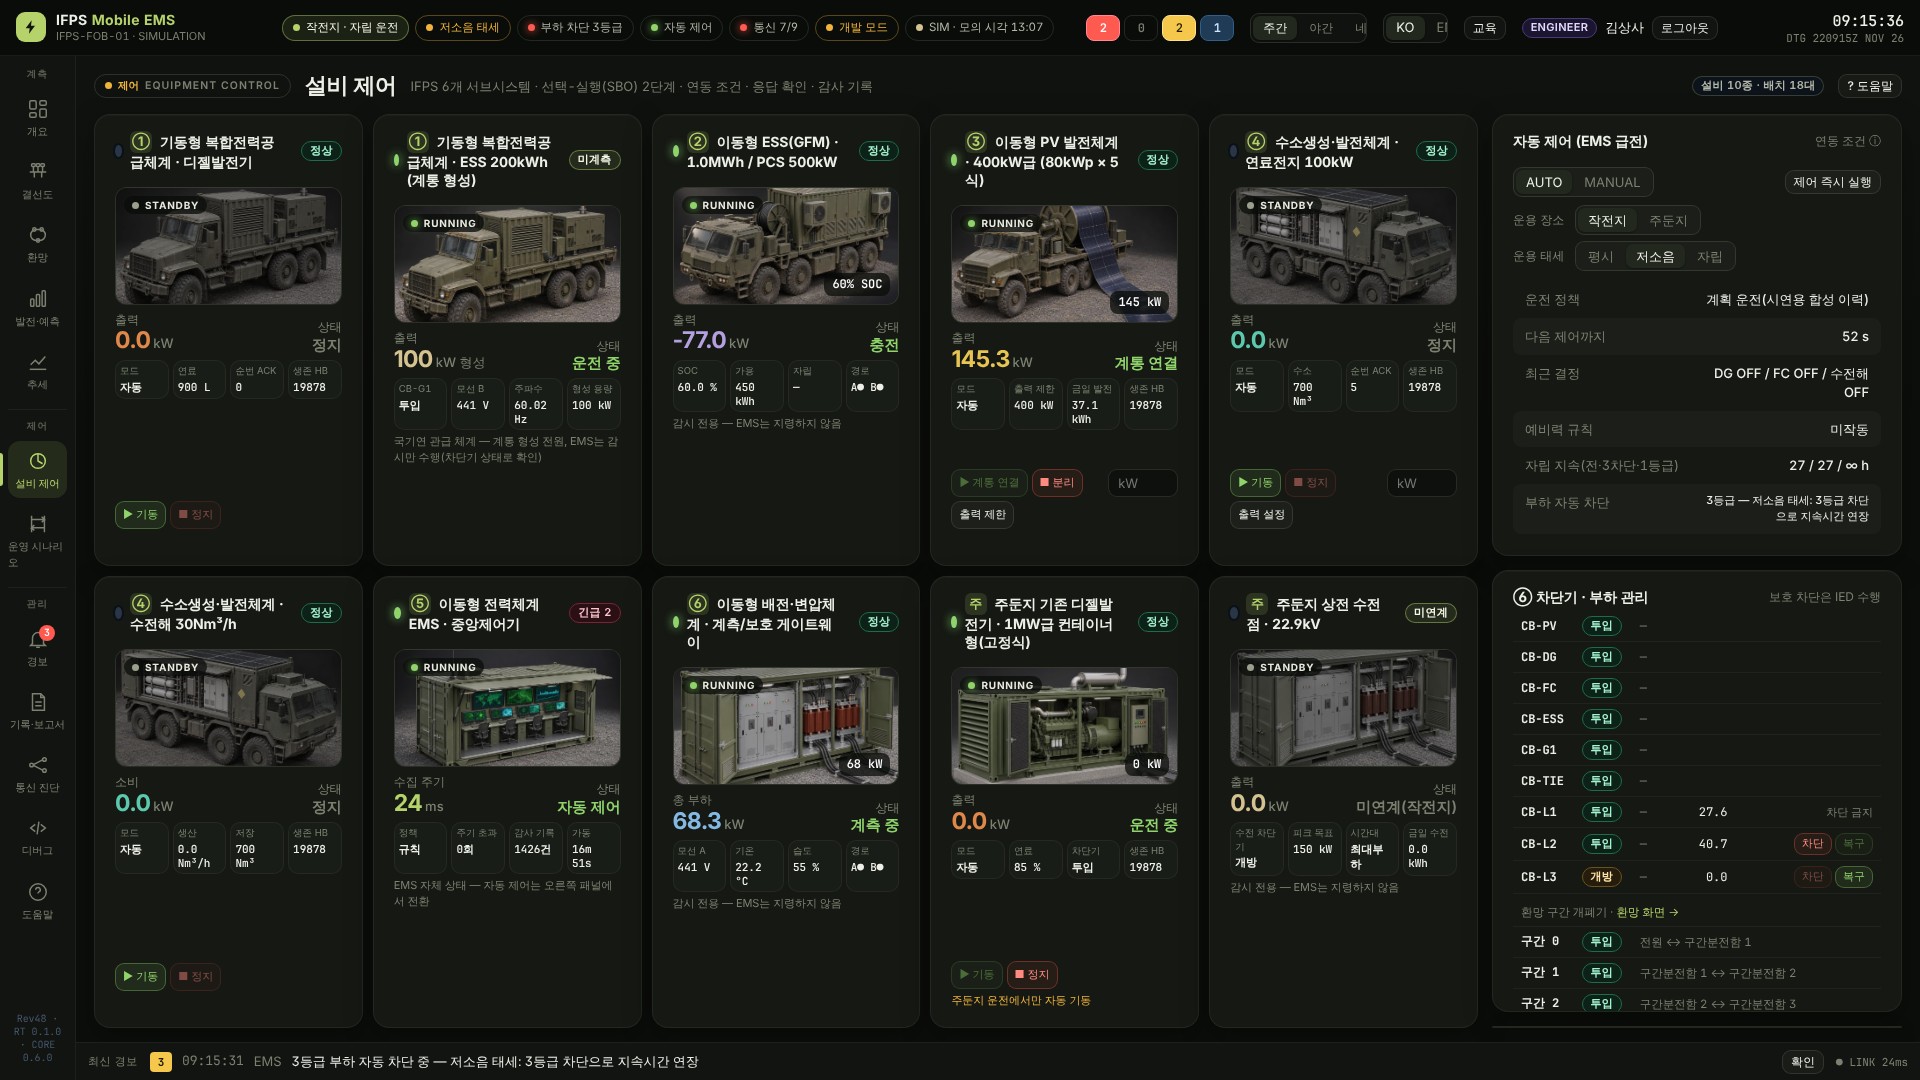 IFPS Mobile EMS
IFPS-FOB-01 · SIMULATION
작전지 · 자립 운전
저소음 태세
부하 차단 3등급
자동 제어
통신 7/9
개발 모드
SIM · 모의 시각 13:07
2
0
2
1
주간 야간
KO
교육
ENGINEER 김상사 로그아웃
09:15:36
DTG 220915Z NOV 26
계측
개요
결선도
환망
발전·예측
추세
제어
설비 제어
운영 시나리
오
관리
3
경보
기록·보고서
통신 진단
디버그
도움말
Rev48 ·
RT 0.1.0
· CORE
0.6.0
제어 EQUIPMENT CONTROL
설비 제어
IFPS 6개 서브시스템 · 선택-실행(SBO) 2단계 · 연동 조건 · 응답 확인 · 감사 기록
설비 10종 · 배치 18대
? 도움말
① 기동형 복합전력공
급체계 · 디젤발전기
정상
STANDBY
출력
0.0 kW
상태
정지
모드
자동
연료
900 L
순번 ACK
0
생존 HB
19878
▶ 기동
■ 정지
① 기동형 복합전력공
급체계 · ESS 200kWh
(계통 형성)
미계측
RUNNING
출력
100 kW 형성
상태
운전 중
CB-G1
투입
모선 B
441 V
주파수
60.02
Hz
형성 용량
100 kW
국기연 관급 체계 — 계통 형성 전원, EMS는 감
시만 수행(차단기 상태로 확인)
② 이동형 ESS(GFM) ·
1.0MWh / PCS 500kW
정상
RUNNING
60% SOC
출력
-77.0 kW
상태
충전
SOC
60.0 %
가용
450
kWh
자립
—
경로
A● B●
감시 전용 — EMS는 지령하지 않음
③ 이동형 PV 발전체계
· 400kW급 (80kWp × 5
식)
정상
RUNNING
145 kW
출력
145.3 kW
상태
계통 연결
모드
자동
출력 제한
400 kW
금일 발전
37.1
kWh
생존 HB
19878
▶ 계통 연결
■ 분리
kW
출력 제한
④ 수소생성·발전체계 ·
연료전지 100kW
정상
STANDBY
출력
0.0 kW
상태
정지
모드
자동
수소
700
Nm³
순번 ACK
5
생존 HB
19878
▶ 기동
■ 정지
kW
출력 설정
④ 수소생성·발전체계 ·
수전해 30Nm³/h
정상
STANDBY
소비
0.0 kW
상태
정지
모드
자동
생산
0.0
Nm³/h
저장
700
Nm³
생존 HB
19878
▶ 기동
■ 정지
⑤ 이동형 전력체계
EMS · 중앙제어기
긴급 2
RUNNING
수집 주기
24 ms
상태
자동 제어
정책
규칙
주기 초과
0회
감사 기록
1426건
가동
16m
51s
EMS 자체 상태 — 자동 제어는 오른쪽 패널에
서 전환
⑥ 이동형 배전·변압체
계 · 계측/보호 게이트웨
이
정상
RUNNING
68 kW
총 부하
68.3 kW
상태
계측 중
모선 A
441 V
기온
22.2
°C
습도
55 %
경로
A● B●
감시 전용 — EMS는 지령하지 않음
주 주둔지 기존 디젤발
전기 · 1MW급 컨테이너
형(고정식)
정상
RUNNING
0 kW
출력
0.0 kW
상태
운전 중
모드
자동
연료
85 %
차단기
투입
생존 HB
19878
▶ 기동
■ 정지
주둔지 운전에서만 자동 기동
주 주둔지 상전 수전
점 · 22.9kV
미연계
STANDBY
출력
0.0 kW
상태
미연계(작전지)
수전 차단
기
개방
피크 목표
150 kW
시간대
최대부
하
금일 수전
0.0
kWh
감시 전용 — EMS는 지령하지 않음
자동 제어 (EMS 급전)
연동 조건 ⓘ
AUTO MANUAL
제어 즉시 실행
운용 장소 작전지 주둔지
운용 태세 평시 저소음 자립
운전 정책 계획 운전(시연용 합성 이력)
다음 제어까지 52 s
최근 결정 DG OFF / FC OFF / 수전해
OFF
예비력 규칙 미작동
자립 지속(전·3차단·1등급) 27 / 27 / ∞ h
부하 자동 차단 3등급 — 저소음 태세: 3등급 차단
으로 지속시간 연장
⑥ 차단기 · 부하 관리
보호 차단은 IED 수행
CB-PV 투입 —
CB-DG 투입 —
CB-FC 투입 —
CB-ESS 투입 —
CB-G1 투입 —
CB-TIE 투입 —
CB-L1 투입 — 27.6 차단 금지
CB-L2 투입 — 40.7 차단 복구
CB-L3 개방 — 0.0 차단 복구
환망 구간 개폐기 · 환망 화면 →
구간 0 투입 전원 ↔ 구간분전함 1
구간 1 투입 구간분전함 1 ↔ 구간분전함 2
구간 2 투입 구간분전함 2 ↔ 구간분전함 3
최신 경보 3 09:15:31 EMS 3등급 부하 자동 차단 중 — 저소음 태세: 3등급 차단으로 지속시간 연장
확인
LINK 24ms